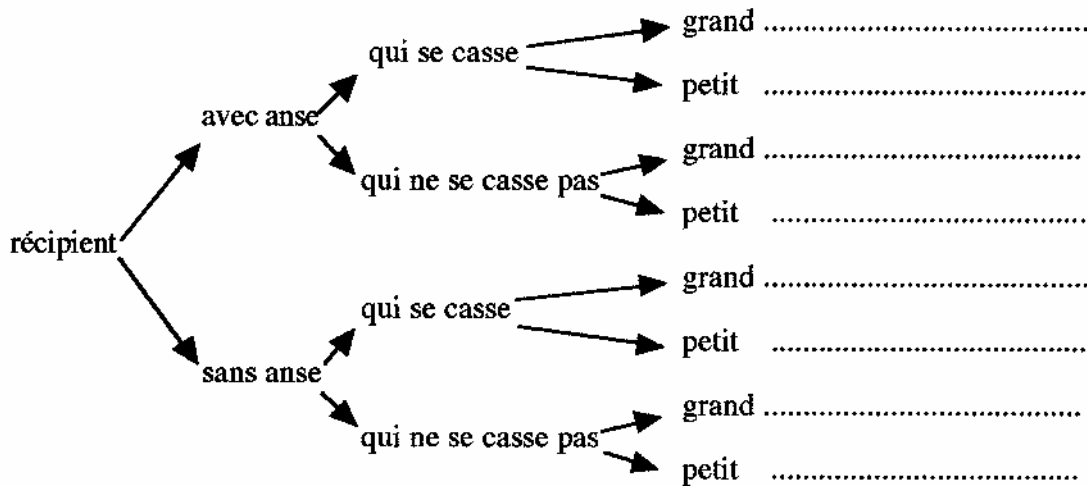 grand ........................................
qui se casse
petit ........................................
avec anse
grand ........................................
qui ne se casse pas
petit ........................................
récipient
grand ........................................
qui se casse
petit ........................................
sans anse
grand ........................................
qui ne se casse pas
petit ........................................